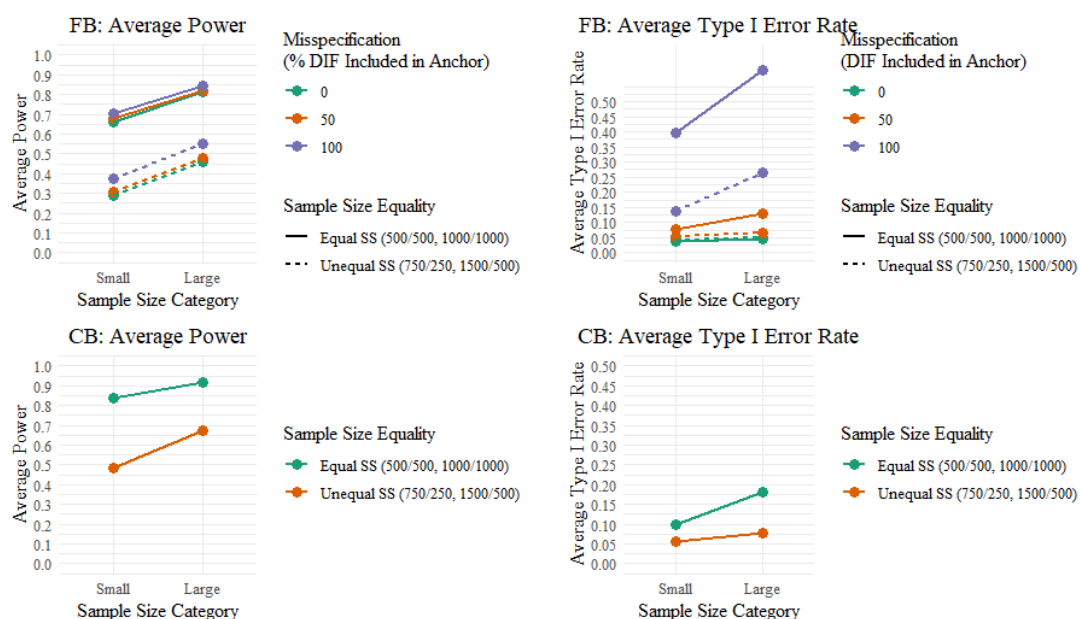 FB: Average Power
Average Power
1.0
0.9
0.8
0.7
0.6
0.5
0.4
0.3
0.2
0.1
0.0
Small Large
Sample Size Category
Misspecification
(% DIF Included in Anchor)
0
50
100
Sample Size Equality
Equal SS (500/500, 1000/1000)
Unequal SS (750/250, 1500/500)
FB: Average Type I Error Rate
Average Type I Error Rate
0.50
0.40
0.30
0.20
0.15
0.10
0.05
0.00
Small Large
Sample Size Category
Misspecification
(DIF Included in Anchor)
0
50
100
Sample Size Equality
Equal SS (500/500, 1000/1000)
Unequal SS (750/250, 1500/500)
CB: Average Power
Average Power
1.0
0.9
0.8
0.7
0.6
0.5
0.4
0.3
0.2
0.1
0.0
Small Large
Sample Size Category
Sample Size Equality
Equal SS (500/500, 1000/1000)
Unequal SS (750/250, 1500/500)
CB: Average Type I Error Rate
Average Type I Error Rate
0.50
0.45
0.40
0.35
0.30
0.25
0.20
0.15
0.10
0.05
0.00
Small Large
Sample Size Category
Sample Size Equality
Equal SS (500/500, 1000/1000)
Unequal SS (750/250, 1500/500)